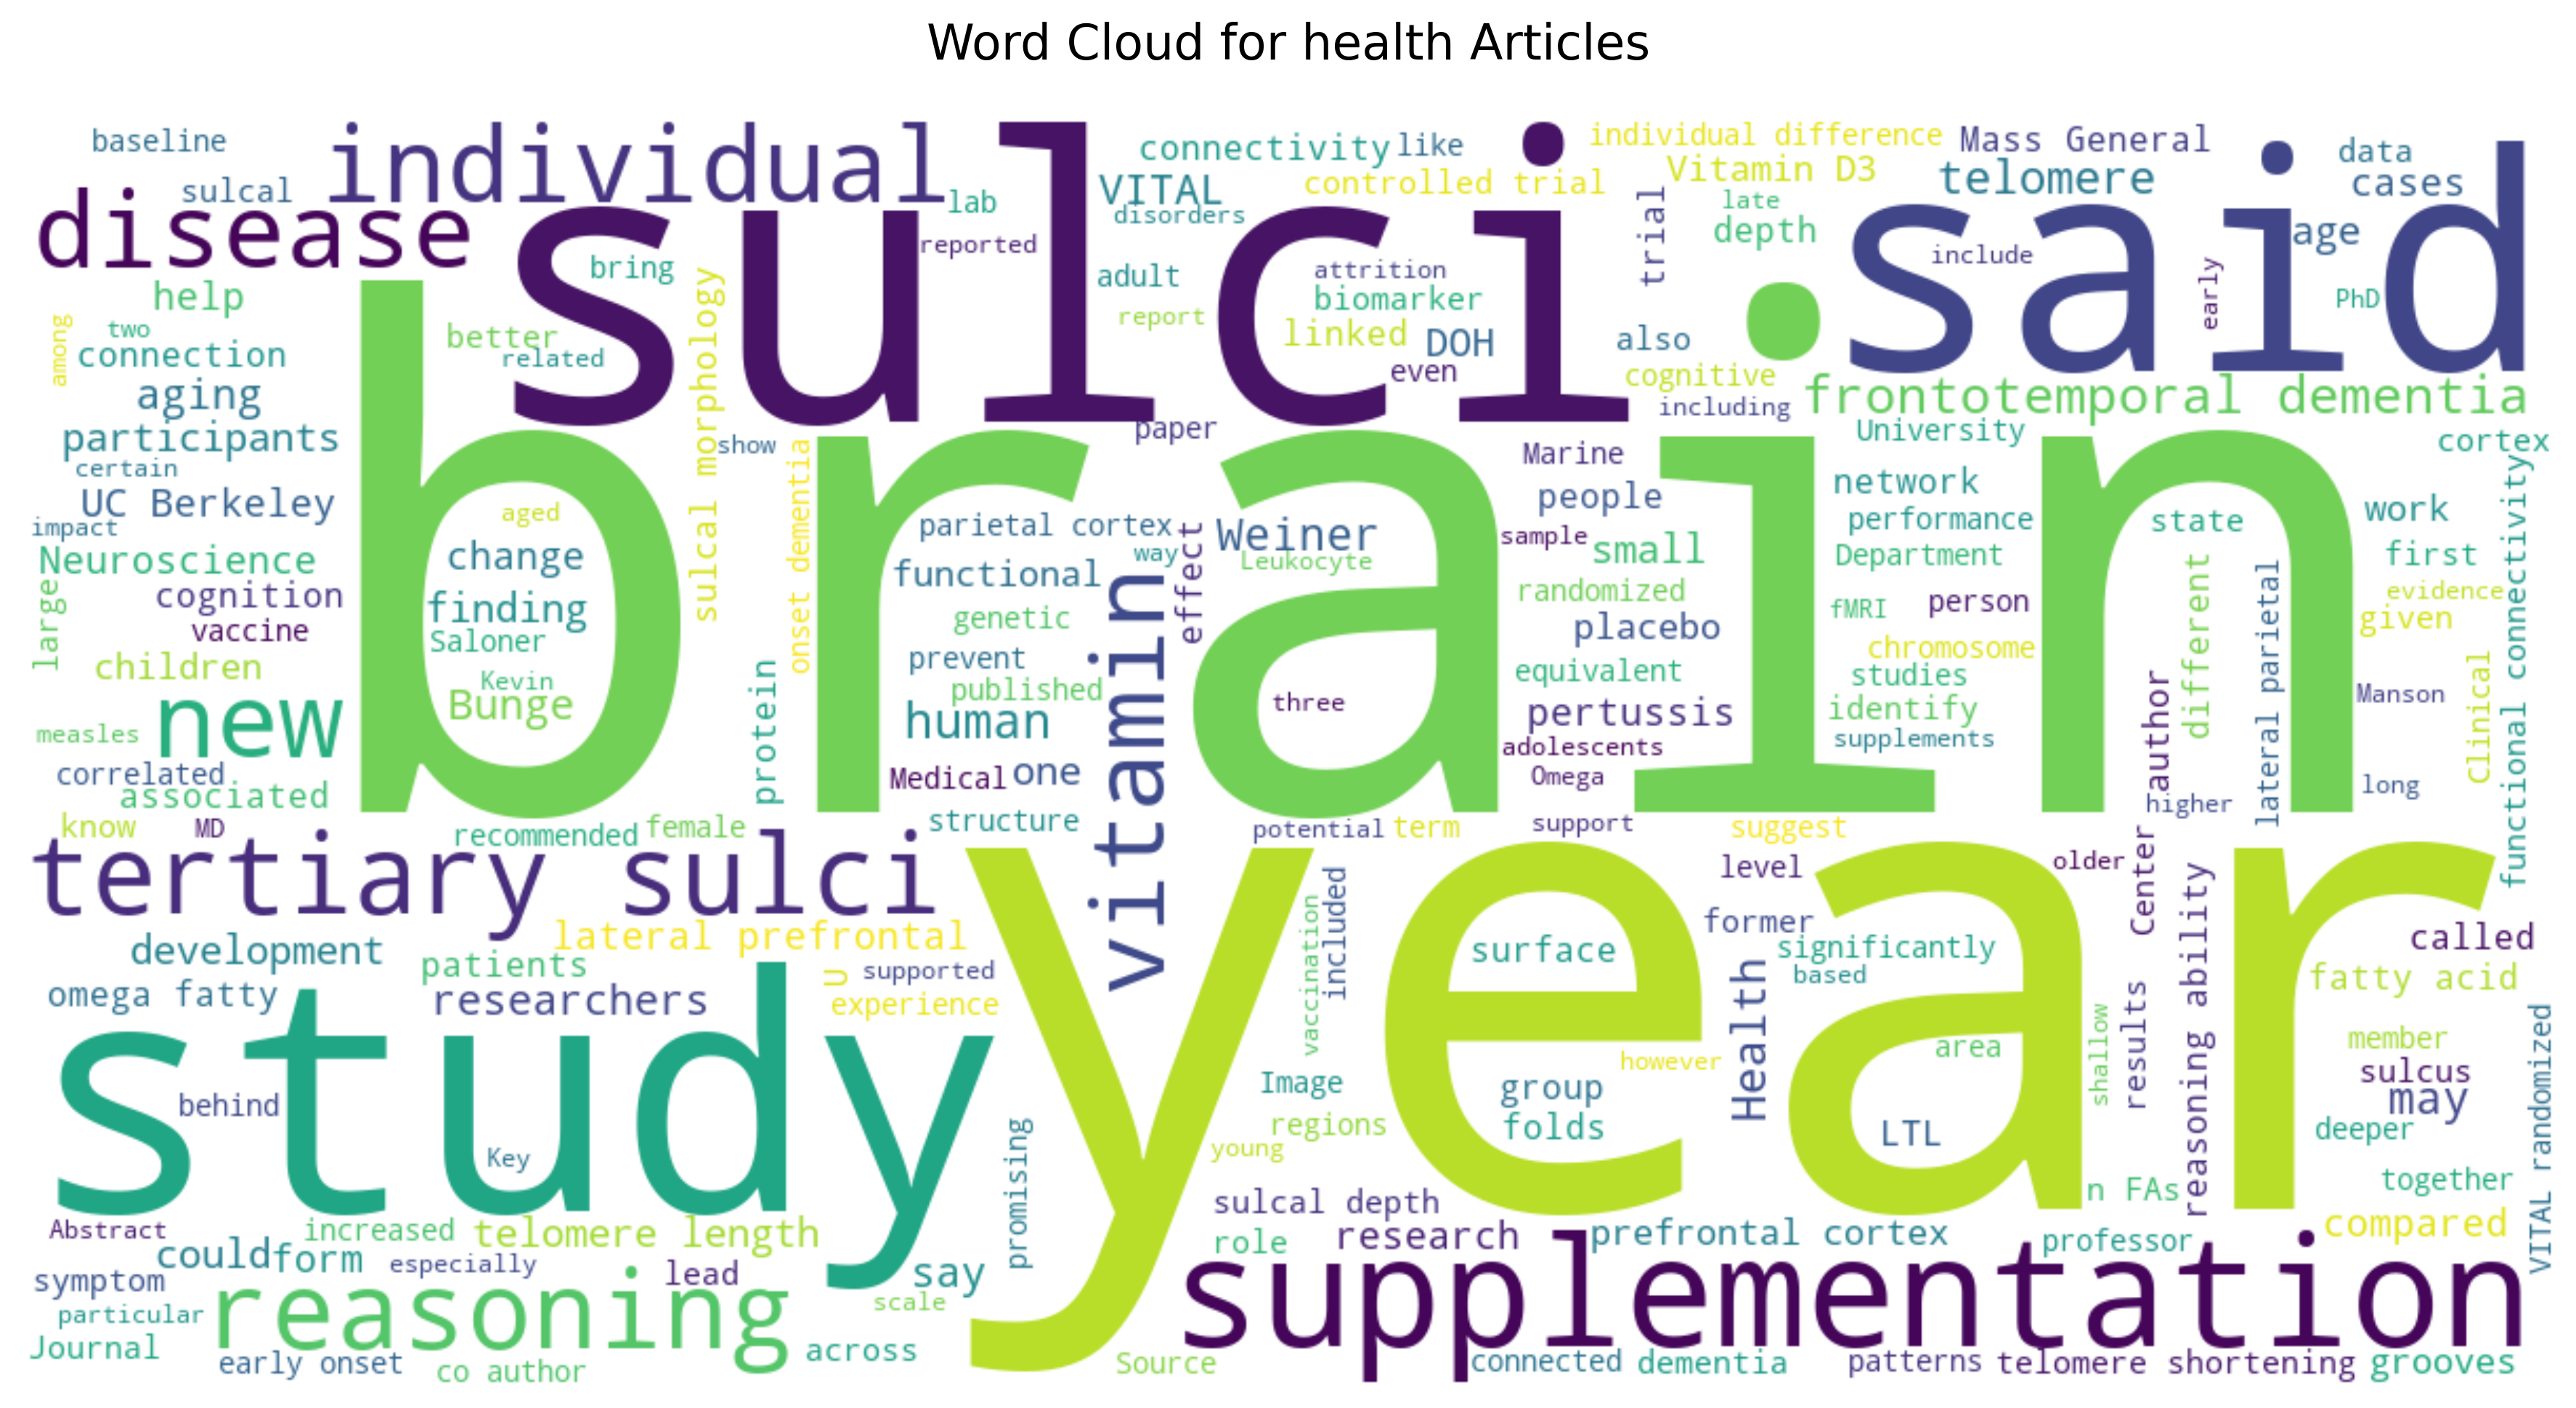 Word Cloud for health Articles
baseline
individual
sulci
connectivity
like
individual difference
Mass General
data
sulcal
disease
lab
VITAL
controlled trial
Vitamin D3
telomere
cases
disorders
trial
late
depth
said
age
reported
include
early
PhD
help
bring
adult
attrition
biomarker
report
linked
DOH
also
among
two
better
related
connection
sulcal morphology
even
cognitive
including
frontotemporal dementia
aging
participants
certain
show
paper
Marine
University
cortex
UC Berkeley
impact
brain
aged
onset dementia
parietal cortex
way
effect
Weiner
people
network
performance
state
work
functional connectivity
Neuroscience
change
functional
Leukocyte
sample
small
Department
first
large
cognition
finding
genetic
vitamin
randomized
fMRI
person
different
lateral parietal
evidence
given
vaccine
Saloner
placebo
chromosome
children
Kevin
prevent
equivalent
studies
Clinical
new
Bunge
protein
published
three
pertussis
identify
author
Manson
measles
human
adolescents
supplements
correlated
Medical
one
Omega
long
associated
higher
know
MD
recommended
female
structure
potential
term
support
suggest
tertiary sulci
year
level
older
Center
included
former
reasoning ability
development
lateral prefrontal
vaccination
surface
significantly
called
patients
U
supported
based
fatty acid
omega fatty
researchers
experience
Health
results
shallow
study
however
area
member
VITAL randomized
behind
Image
group
sulcus
may
promising
regions
folds
LTL
deeper
Key
young
together
n FAs
sulcal depth
Abstract
increased
telomere length
role
research
prefrontal cortex
professor
compared
could
form
especially
lead
say
supplementation
symptom
particular
reasoning
scale
Journal
early onset
co author
across
Source
connected
dementia
patterns
telomere shortening
grooves